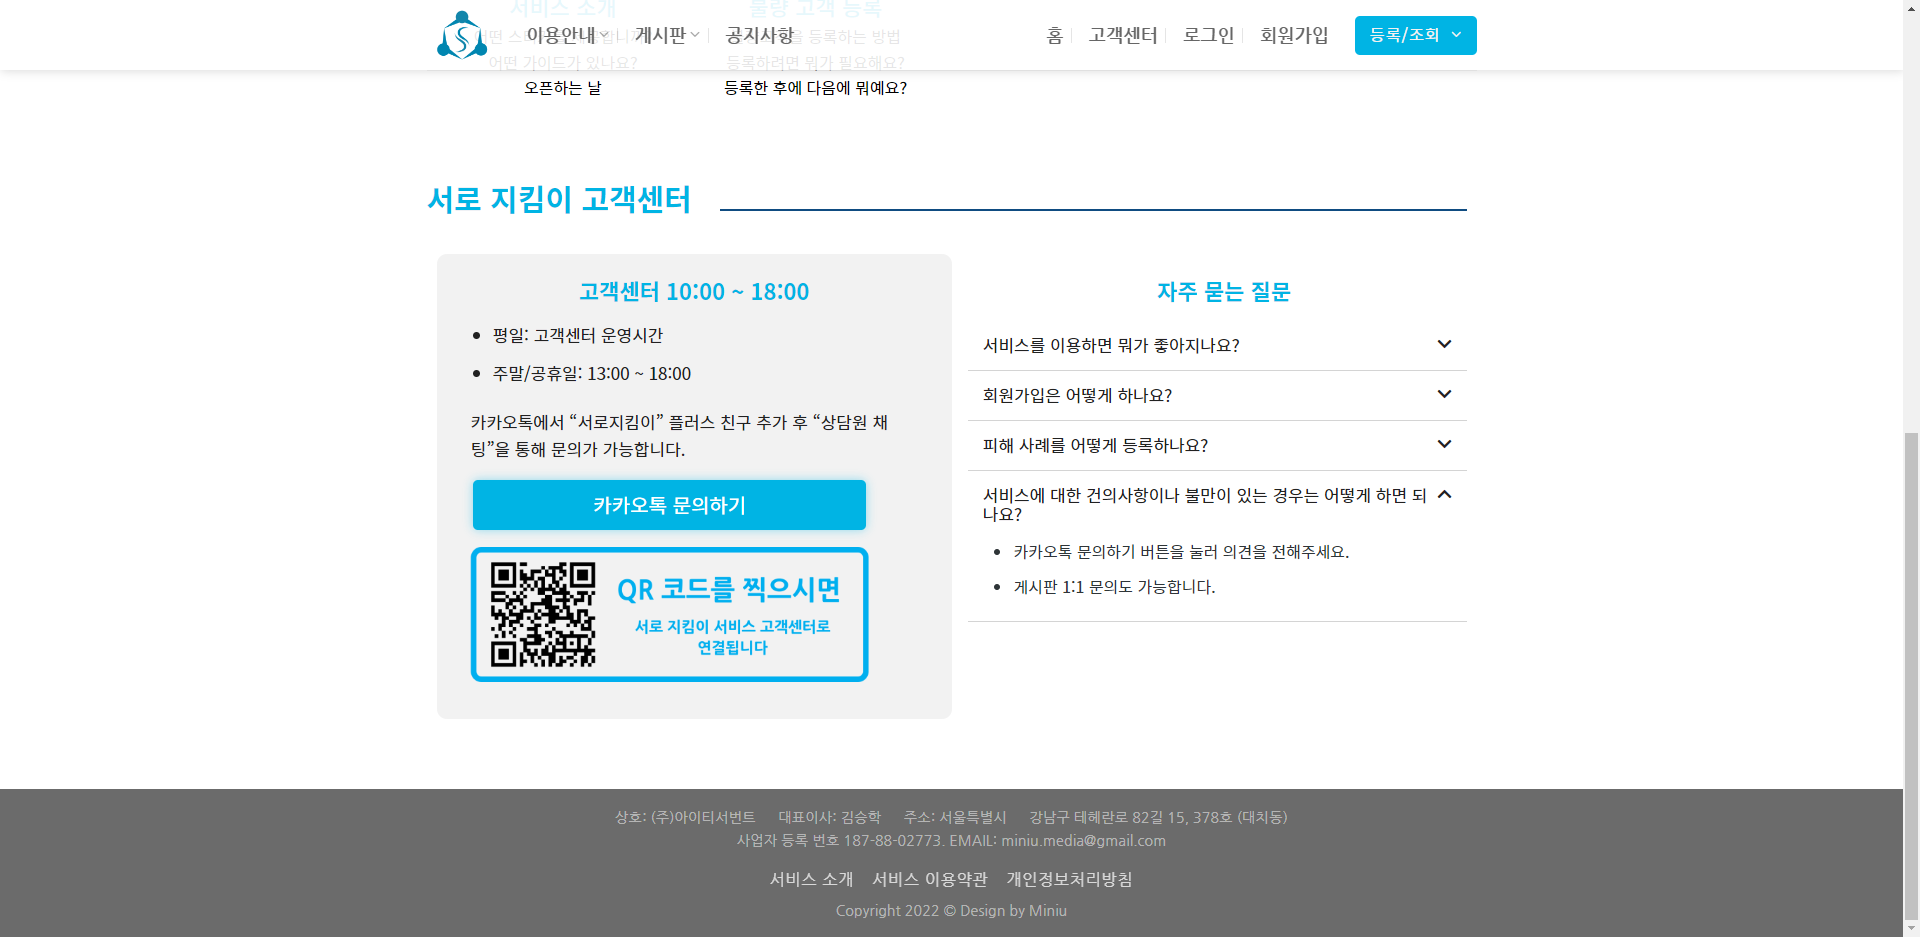 서비스 소개 불량 고객 등록
이용안내 게시판 공지사항 홈 고객센터 로그인 회원가입 등록/조회
등록하는 방법
어떤 가이드가 있나요? 등록하려면 뭐가 필요해요?
오픈하는 날 등록한 후에 다음에 뭐예요?
서로 지킴이 고객센터
고객센터 10:00 ~ 18:00
평일: 고객센터 운영시간
주말/공휴일: 13:00 ~ 18:00
카카오톡에서 “서로지킴이” 플러스 친구 추가 후 “상담원 채
팅”을 통해 문의가 가능합니다.
카카오톡 문의하기
QR 코드를 찍으시면
서로 지킴이 서비스 고객센터로
연결됩니다
자주 묻는 질문
서비스를 이용하면 뭐가 좋아지나요?
회원가입은 어떻게 하나요?
피해 사례를 어떻게 등록하나요?
서비스에 대한 건의사항이나 불만이 있는 경우는 어떻게 하면 되
나요?
카카오톡 문의하기 버튼을 눌러 의견을 전해주세요.
게시판 1:1 문의도 가능합니다.
상호: (주)아이티서번트 대표이사: 김승학 주소: 서울특별시 강남구 테헤란로 82길 15, 378호 (대치동)
사업자 등록 번호 187-88-02773. EMAIL: miniu.media@gmail.com
서비스 소개 서비스 이용약관 개인정보처리방침
Copyright 2022 © Design by Miniu